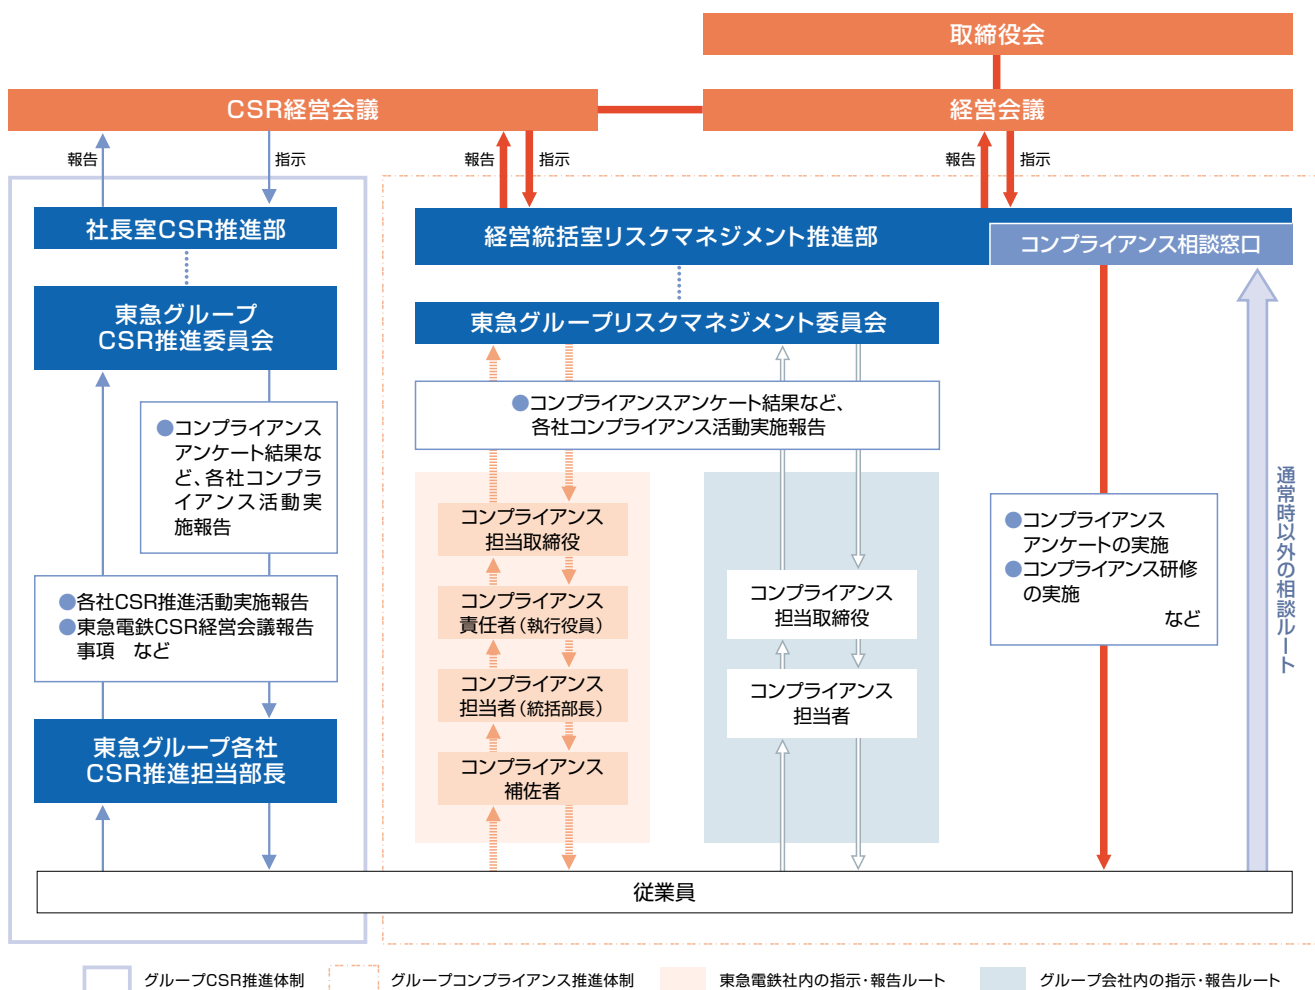 取締役会
CSR経営会議
経営会議
報告
指示
報告
指示
報告
指示
社長室CSR推進部
経営統括室リスクマネジメント推進部
コンプライアンス相談窓口
東急グループ
CSR推進委員会
東急グループリスクマネジメント委員会
●コンプライアンス
アンケート結果な
ど、各社コンプラ
イアンス活動実
施報告
●コンプライアンスアンケート結果など、
各社コンプライアンス活動実施報告
●各社CSR推進活動実施報告
●東急電鉄CSR経営会議報告
事項　など
東急グループ各社
CSR推進担当部長
コンプライアンス
担当取締役
コンプライアンス
責任者（執行役員）
コンプライアンス
担当者（統括部長）
コンプライアンス
補佐者
コンプライアンス
担当取締役
コンプライアンス
担当者
●コンプライアンス
アンケートの実施
●コンプライアンス研修
の実施
など
通常時以外の相談ルート
従業員
グループCSR推進体制
グループコンプライアンス推進体制
東急電鉄社内の指示・報告ルート
グループ会社内の指示・報告ルート